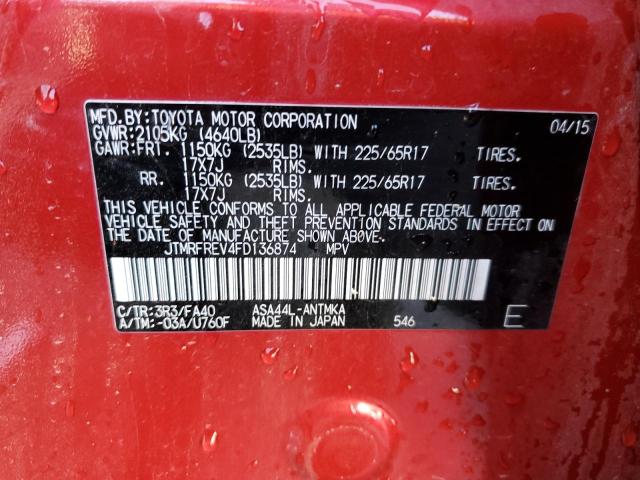 MFD.BY:TOYOTA MOTOR CORPORATION 04/15
GVWR:2105KG (4640LB)
GAWR:FRT. 1150KG (2535LB) WITH 225/65R17 TIRES.
17X7J RIMS.
RR. 1150KG (2535LB) WITH 225/65R17 TIRES.
17X7J RIMS.
THIS VEHICLE CONFORMS TO ALL APPLICABLE FEDERAL MOTOR
VEHICLE SAFETY AND THEFT PREVENTION STANDARDS IN EFFECT ON
THE DATE OF MANUFACTURE SHOWN ABOVE.
JTMRFREV4FD136874 MPV
C/TR:3R3/FA40 ASA44L-ANTMKA
A/TM:-03A/U760F MADE IN JAPAN 546 E